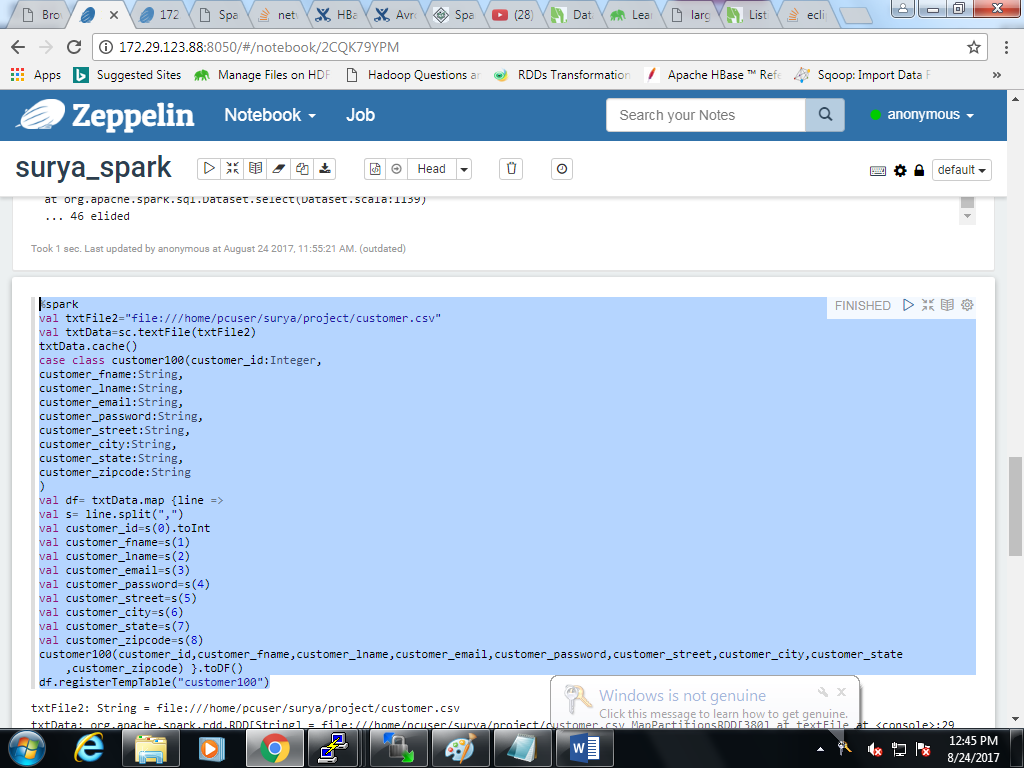 Bro
172
Spa
netv
HBa
Avro
Spa
(28)
Dat
Lea
larg
List
ecli
172.29.123.88:8050/#/notebook/2CQK79YPM
Apps
Suggested Sites
Manage Files on HDF
Hadoop Questions an
RDDs Transformation
Apache HBase ™ Refe
Sqoop: Import Data F
»
Zeppelin
Notebook
Job
Search your Notes
anonymous
surya_spark
Head
default
at org.apache.spark.sql.Dataset.select(Dataset.scala:1139)
... 46 elided
Took 1 sec. Last updated by anonymous at August 24 2017, 11:55:21 AM. (outdated)
FINISHED
%spark
val txtFile2="file:///home/pcuser/surya/project/customer.csv"
val txtData=sc.textFile(txtFile2)
txtData.cache()
case class customer100(customer_id:Integer,
customer_fname:String,
customer_lname:String,
customer_email:String,
customer_password:String,
customer_street:String,
customer_city:String,
customer_state:String,
customer_zipcode:String
)
val df= txtData.map {line =>
val s= line.split(",")
val customer_id=s(0).toInt
val customer_fname=s(1)
val customer_lname=s(2)
val customer_email=s(3)
val customer_password=s(4)
val customer_street=s(5)
val customer_city=s(6)
val customer_state=s(7)
val customer_zipcode=s(8)
customer100(customer_id,customer_fname,customer_lname,customer_email,customer_password,customer_street,customer_city,customer_state
,customer_zipcode) }.toDF()
df.registerTempTable("customer100")
txtFile2: String = file:///home/pcuser/surya/project/customer.csv
txtData: org.apache.spark.rdd.RDD[String] = file:///home/pcuser/surya/project/customer.csv MapPartitionsRDD[380] at textFile at <console>:29
Windows is not genuine
Click this message to learn how to get genuine.
12:45 PM
8/24/2017